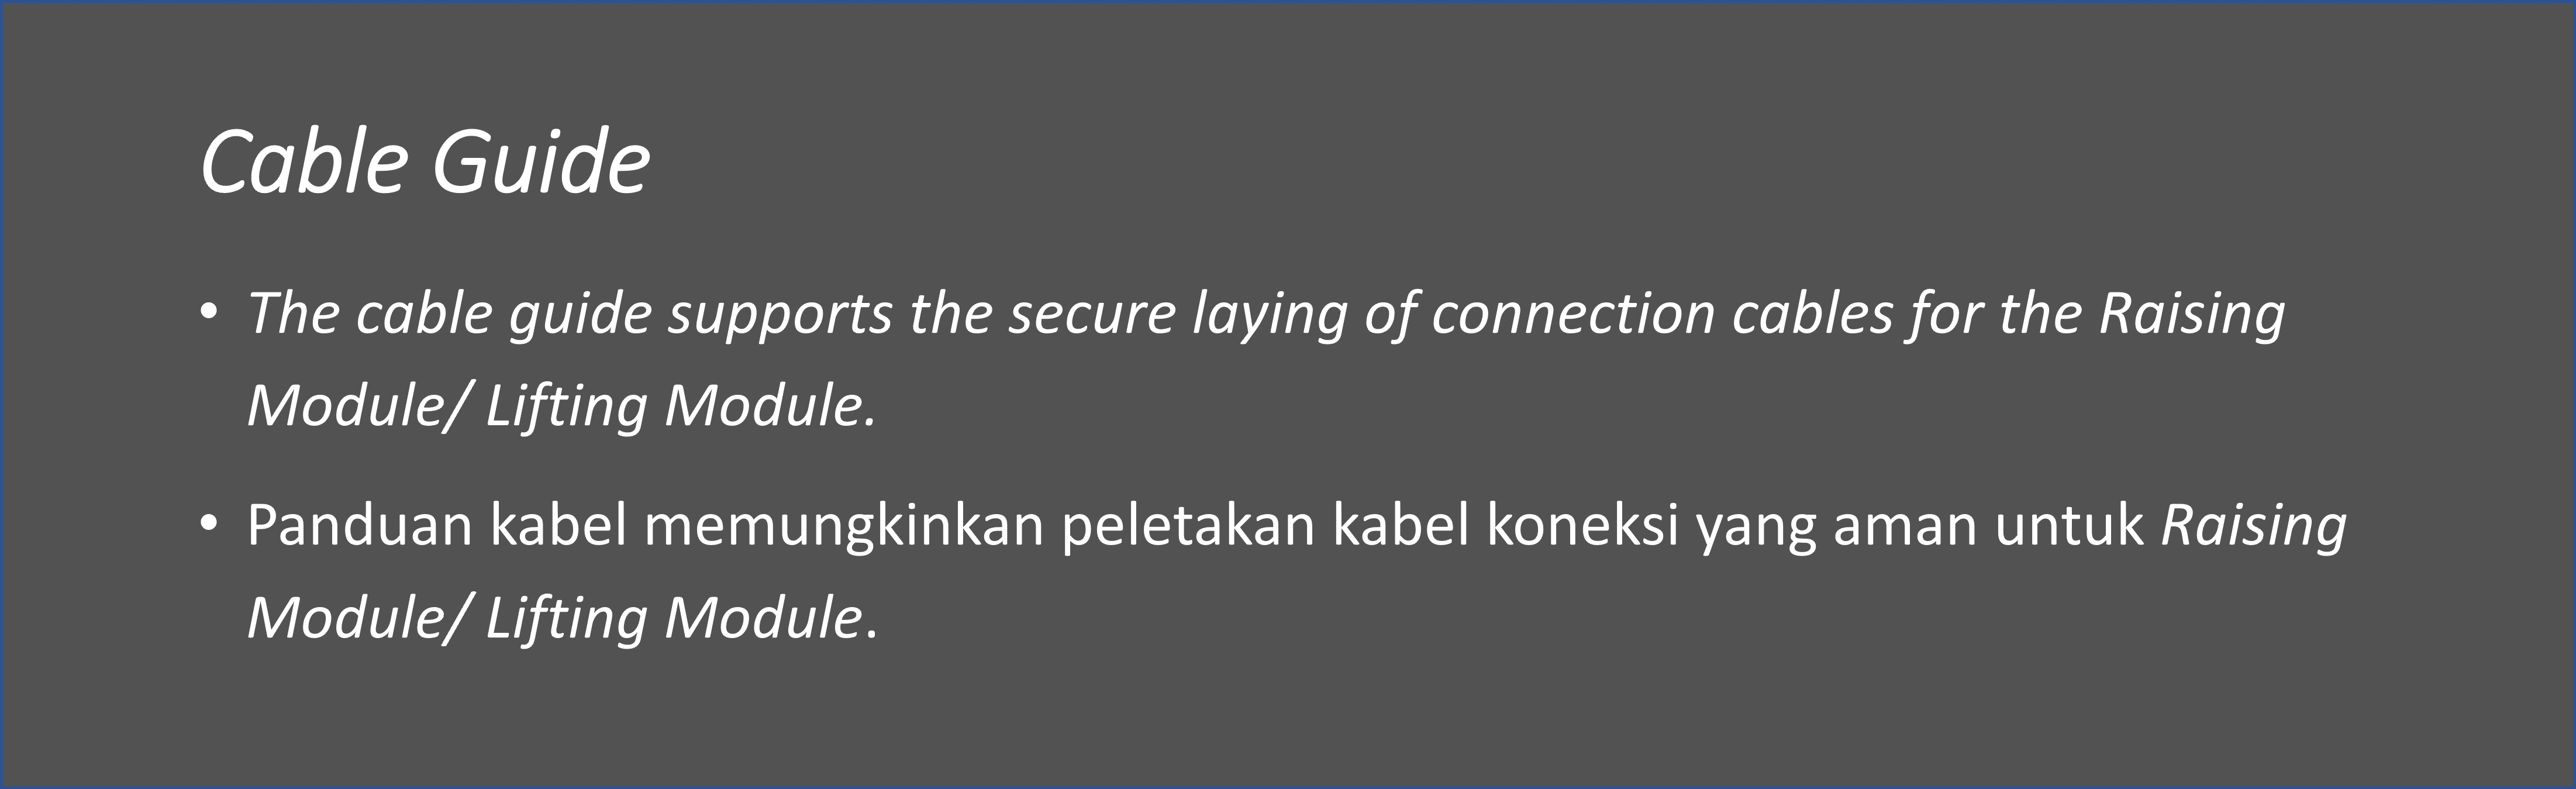 Cable Guide
• The cable guide supports the secure laying of connection cables for the Raising
Module/ Lifting Module.
• Panduan kabel memungkinkan peletakan kabel koneksi yang aman untuk Raising
Module/ Lifting Module.